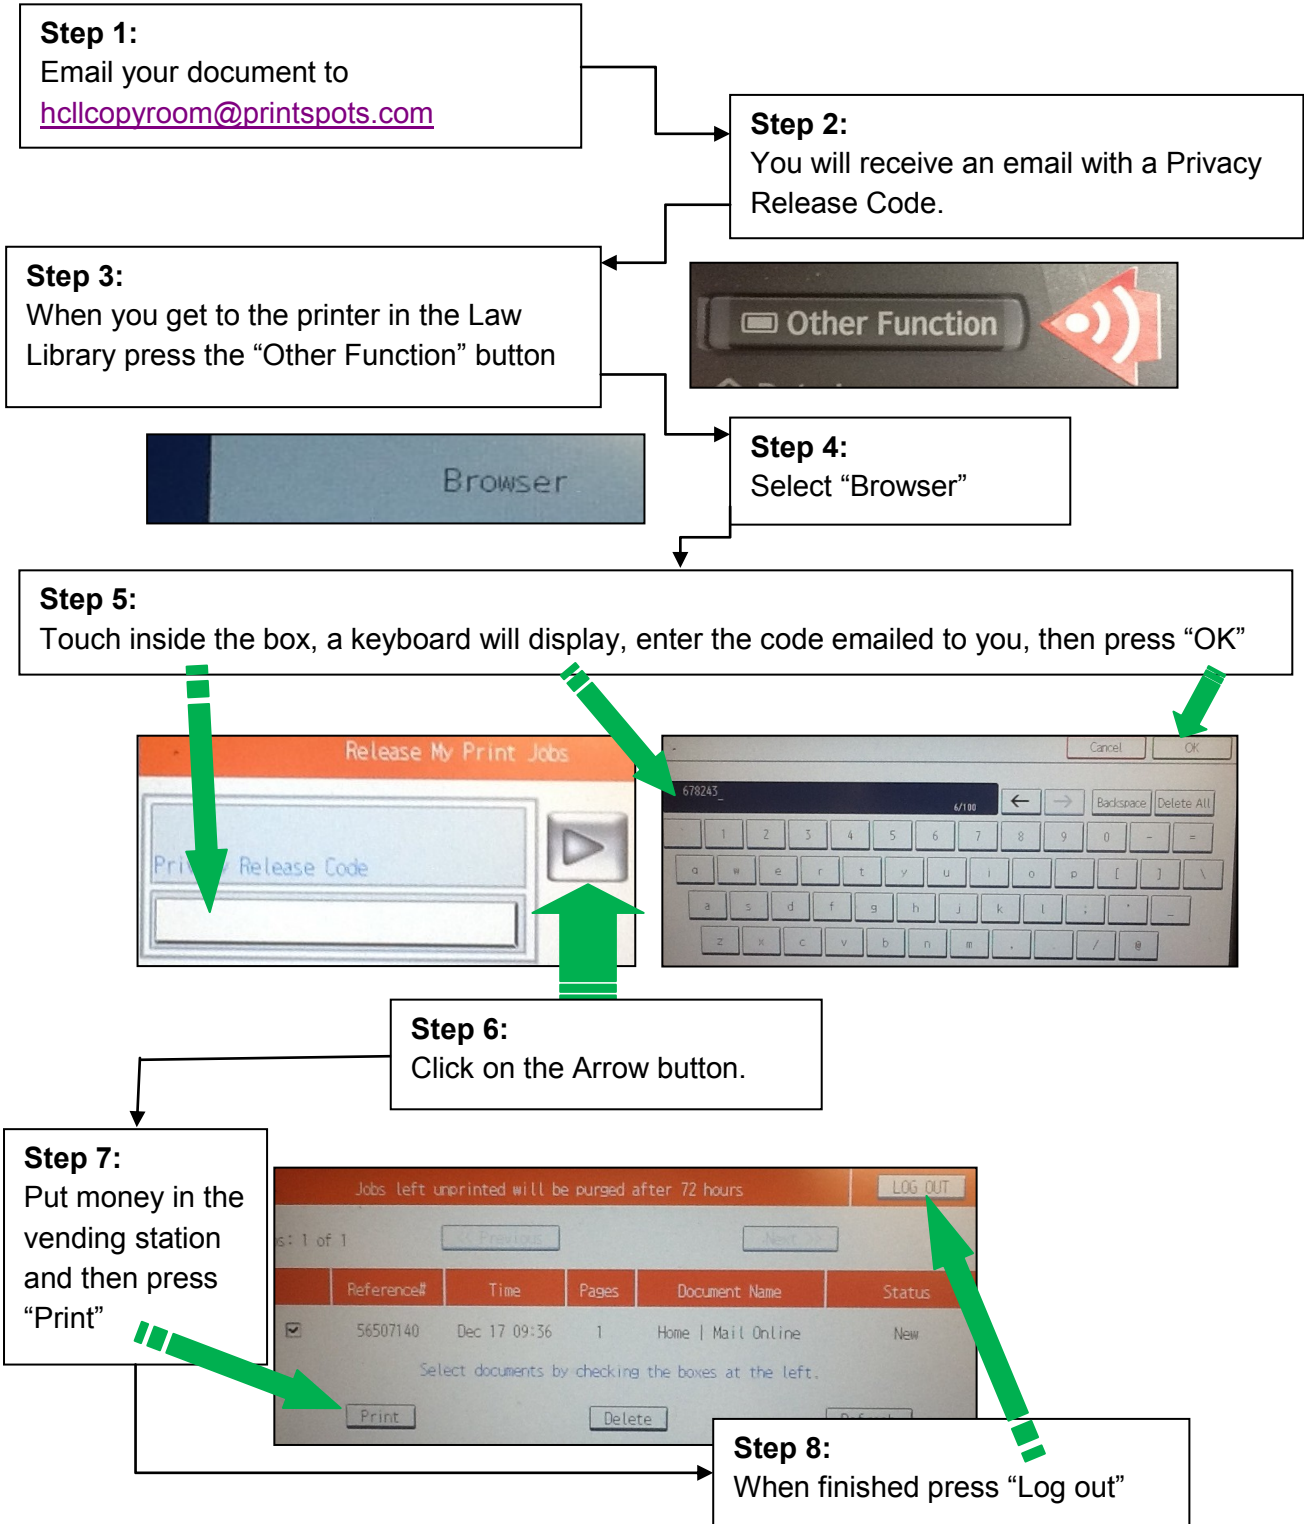 Step 1:
Email your document to
hcllcopyroom@printspots.com
Step 2:
You will receive an email with a Privacy
Release Code.
Step 3:
When you get to the printer in the Law
Library press the “Other Function” button
Other Function
Browser
Step 4:
Select “Browser”
Step 5:
Touch inside the box, a keyboard will display, enter the code emailed to you, then press “OK”
Release My Print Jobs
Release Code
Cancel OK
678243_
6/100
← → Backspace Delete All
1 2 3 4 5 6 7 8 9 0 - =
q w e r t y u i o p [ ] \
a s d f g h j k l ; ' _
z x c v b n m , . / @
Step 6:
Click on the Arrow button.
Step 7:
Put money in the
vending station
and then press
“Print”
Jobs left unprinted will be purged after 72 hours
LOG OUT
1 of 1
<< Previous
Next >>
Reference# Time Pages Document Name Status
56507140 Dec 17 09:36 1 Home | Mail Online New
Select documents by checking the boxes at the left.
Print Delete
Step 8:
When finished press “Log out”